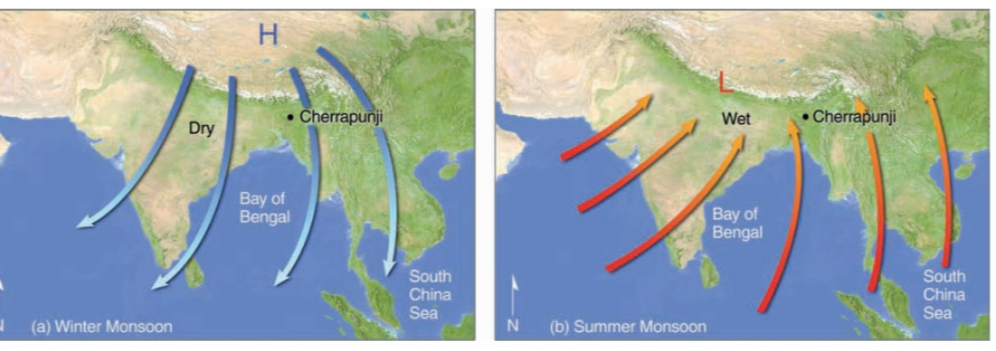 H
Cherrapunji
Dry
Bay of
Bengal
South
China
Sea
N
(a) Winter Monsoon
L
Wet
Cherrapunji
Bay of
Bengal
South
China
Sea
N
(b) Summer Monsoon